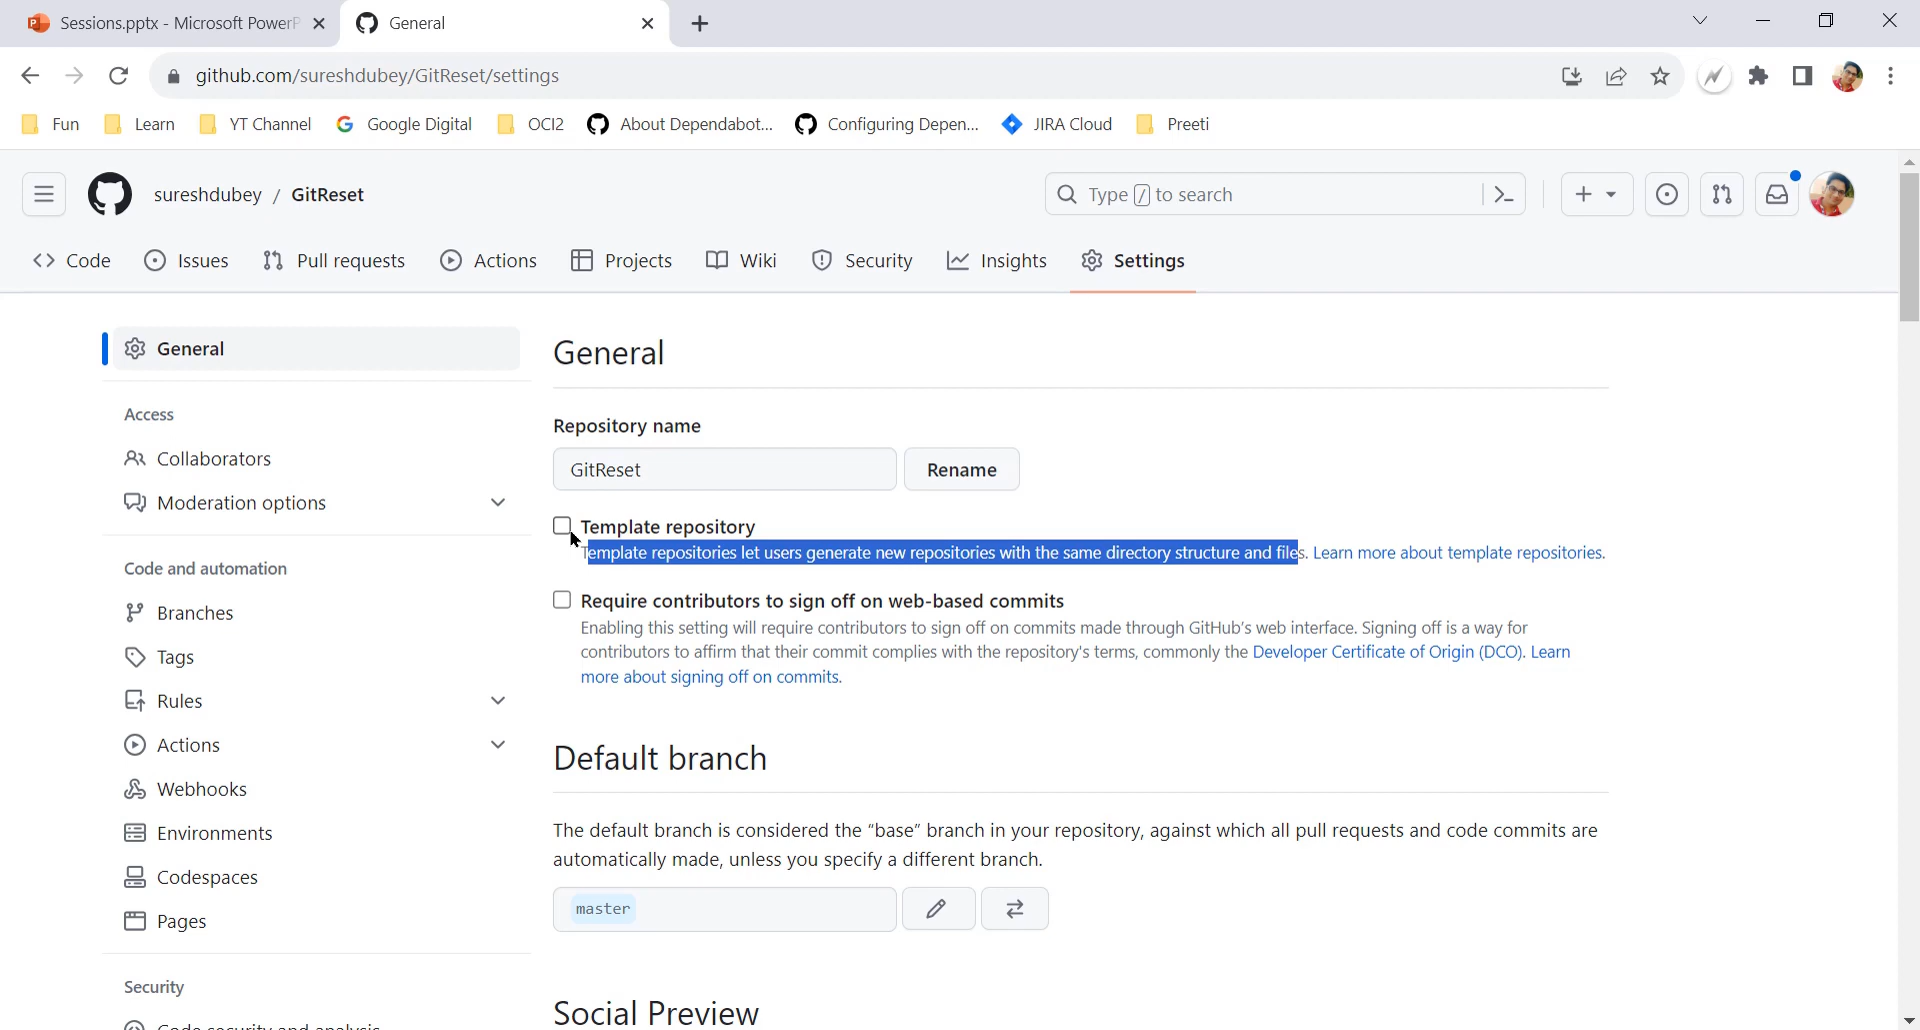 Sessions.pptx - Microsoft PowerP
General
github.com/sureshdubey/GitReset/settings
Fun
Learn
YT Channel
Google Digital
OCI2
About Dependabot...
Configuring Depen...
JIRA Cloud
Preeti
sureshdubey / GitReset
Type / to search
Code
Issues
Pull requests
Actions
Projects
Wiki
Security
Insights
Settings
General
Access
Collaborators
Moderation options
Code and automation
Branches
Tags
Rules
Actions
Webhooks
Environments
Codespaces
Pages
Security
Code security and analysis
General
Repository name
GitReset
Rename
Template repository
Template repositories let users generate new repositories with the same directory structure and files. Learn more about template repositories.
Require contributors to sign off on web-based commits
Enabling this setting will require contributors to sign off on commits made through GitHub's web interface. Signing off is a way for
contributors to affirm that their commit complies with the repository's terms, commonly the Developer Certificate of Origin (DCO). Learn
more about signing off on commits.
Default branch
The default branch is considered the “base” branch in your repository, against which all pull requests and code commits are
automatically made, unless you specify a different branch.
master
Social Preview